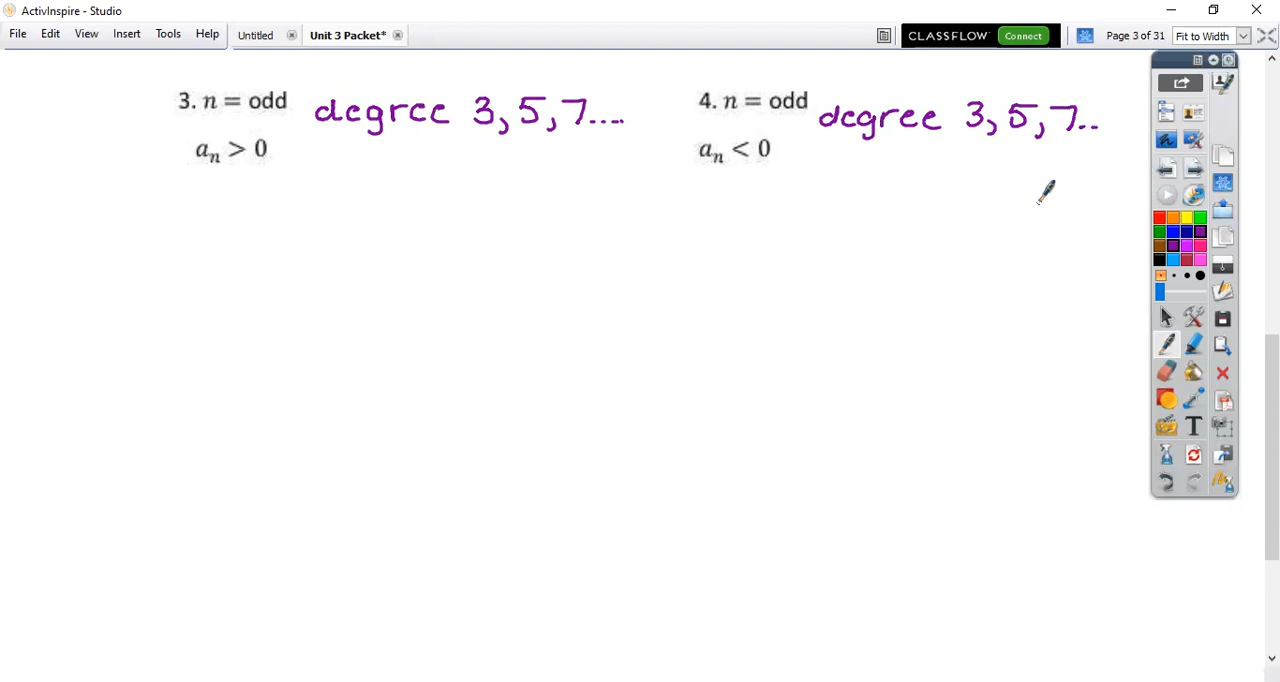 ActivInspire - Studio
File Edit View Insert Tools Help Untitled Unit 3 Packet* CLASSFLOW Connect Page 3 of 31 Fit to Width
3. n = odd degree 3, 5, 7....
aₙ > 0
4. n = odd degree 3, 5, 7..
aₙ < 0